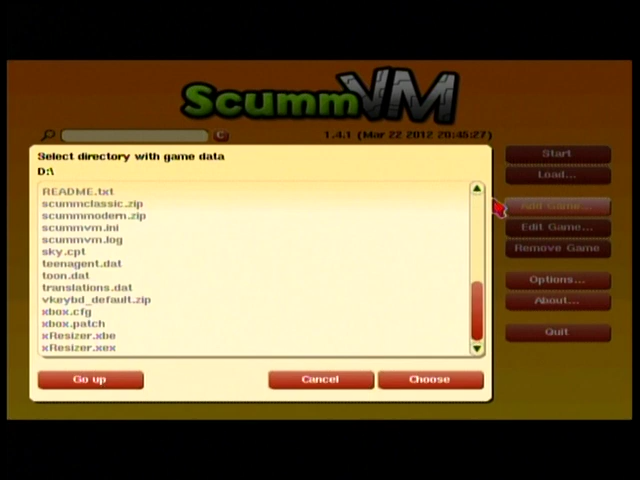 ScummVM
C
1.4.1 (Mar 22 2012 20:45:27)
Select directory with game data
D:\
README.txt
scummclassic.zip
scummmodern.zip
scummvm.ini
scummvm.log
sky.cpt
teenagent.dat
toon.dat
translations.dat
vkeybd_default.zip
xbox.cfg
xbox.patch
xResizer.xbe
xResizer.xex
Go up
Cancel
Choose
Start
Load...
Add Game...
Edit Game...
Remove Game
Options...
About...
Quit